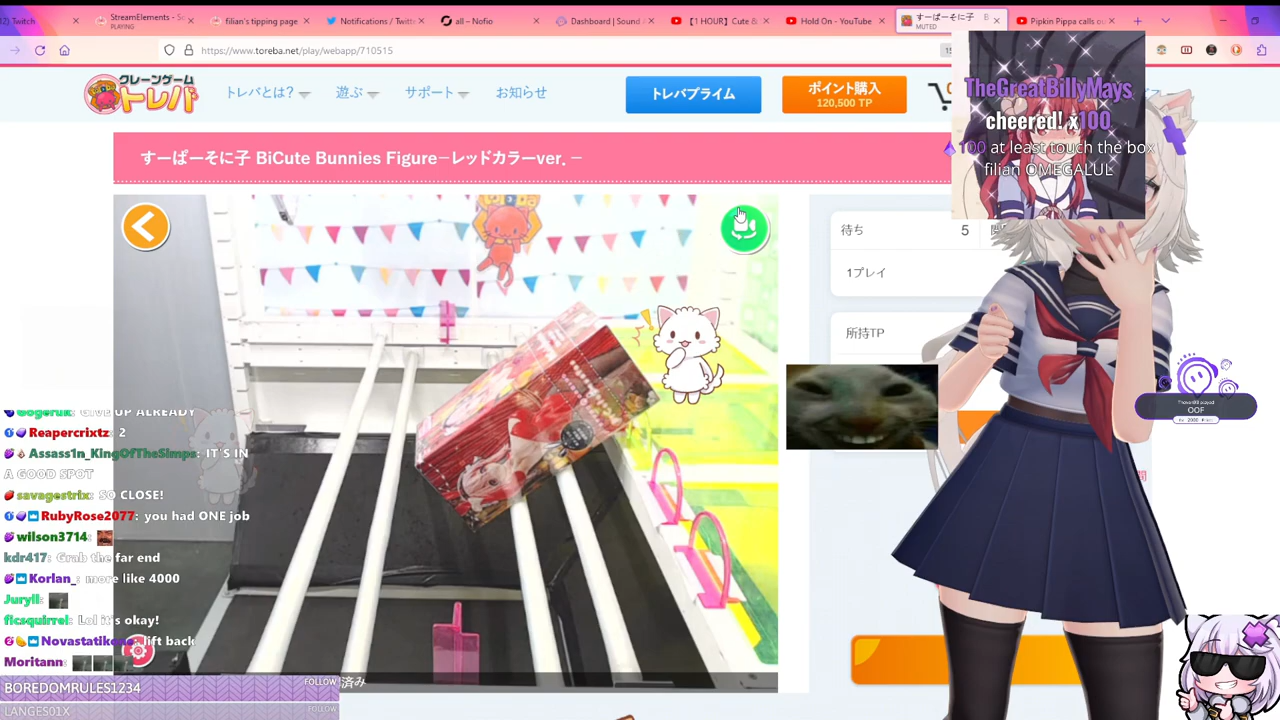 2) Twitch
StreamElements - S
PLAYING
filian's tipping page
Notifications / Twitt
all – Nofio
Dashboard | Sound A
【1 HOUR】Cute &
Hold On - YouTube
すーぱーそに子 B
MUTED
Pipkin Pippa calls ou
https://www.toreba.net/play/webapp/710515
クレーンゲーム
トレバ
トレバとは?
遊ぶ
サポート
お知らせ
トレバプライム
ポイント購入
120,500 TP
TheGreatBillyMays
cheered! x100
100 at least touch the box
filian OMEGALUL
すーぱーそに子 BiCute Bunnies Figure−レッドカラーver.−
待ち 5
1プレイ
所持TP
OOF
GIVE UP ALREADY
Reapercrixtz: 2
Assass1n_KingOfTheSimps: IT'S IN
A GOOD SPOT
savagestrix: SO CLOSE!
RubyRose2077: you had ONE job
wilson3714:
kdr417: Grab the far end
Korlan_: more like 4000
Juryll:
ficsquirrel: Lol it's okay!
Novastatikone: lift back
Moritann:
BOREDOMRULES1234
FOLLOW
済み
LANGES01X
FOLLOW